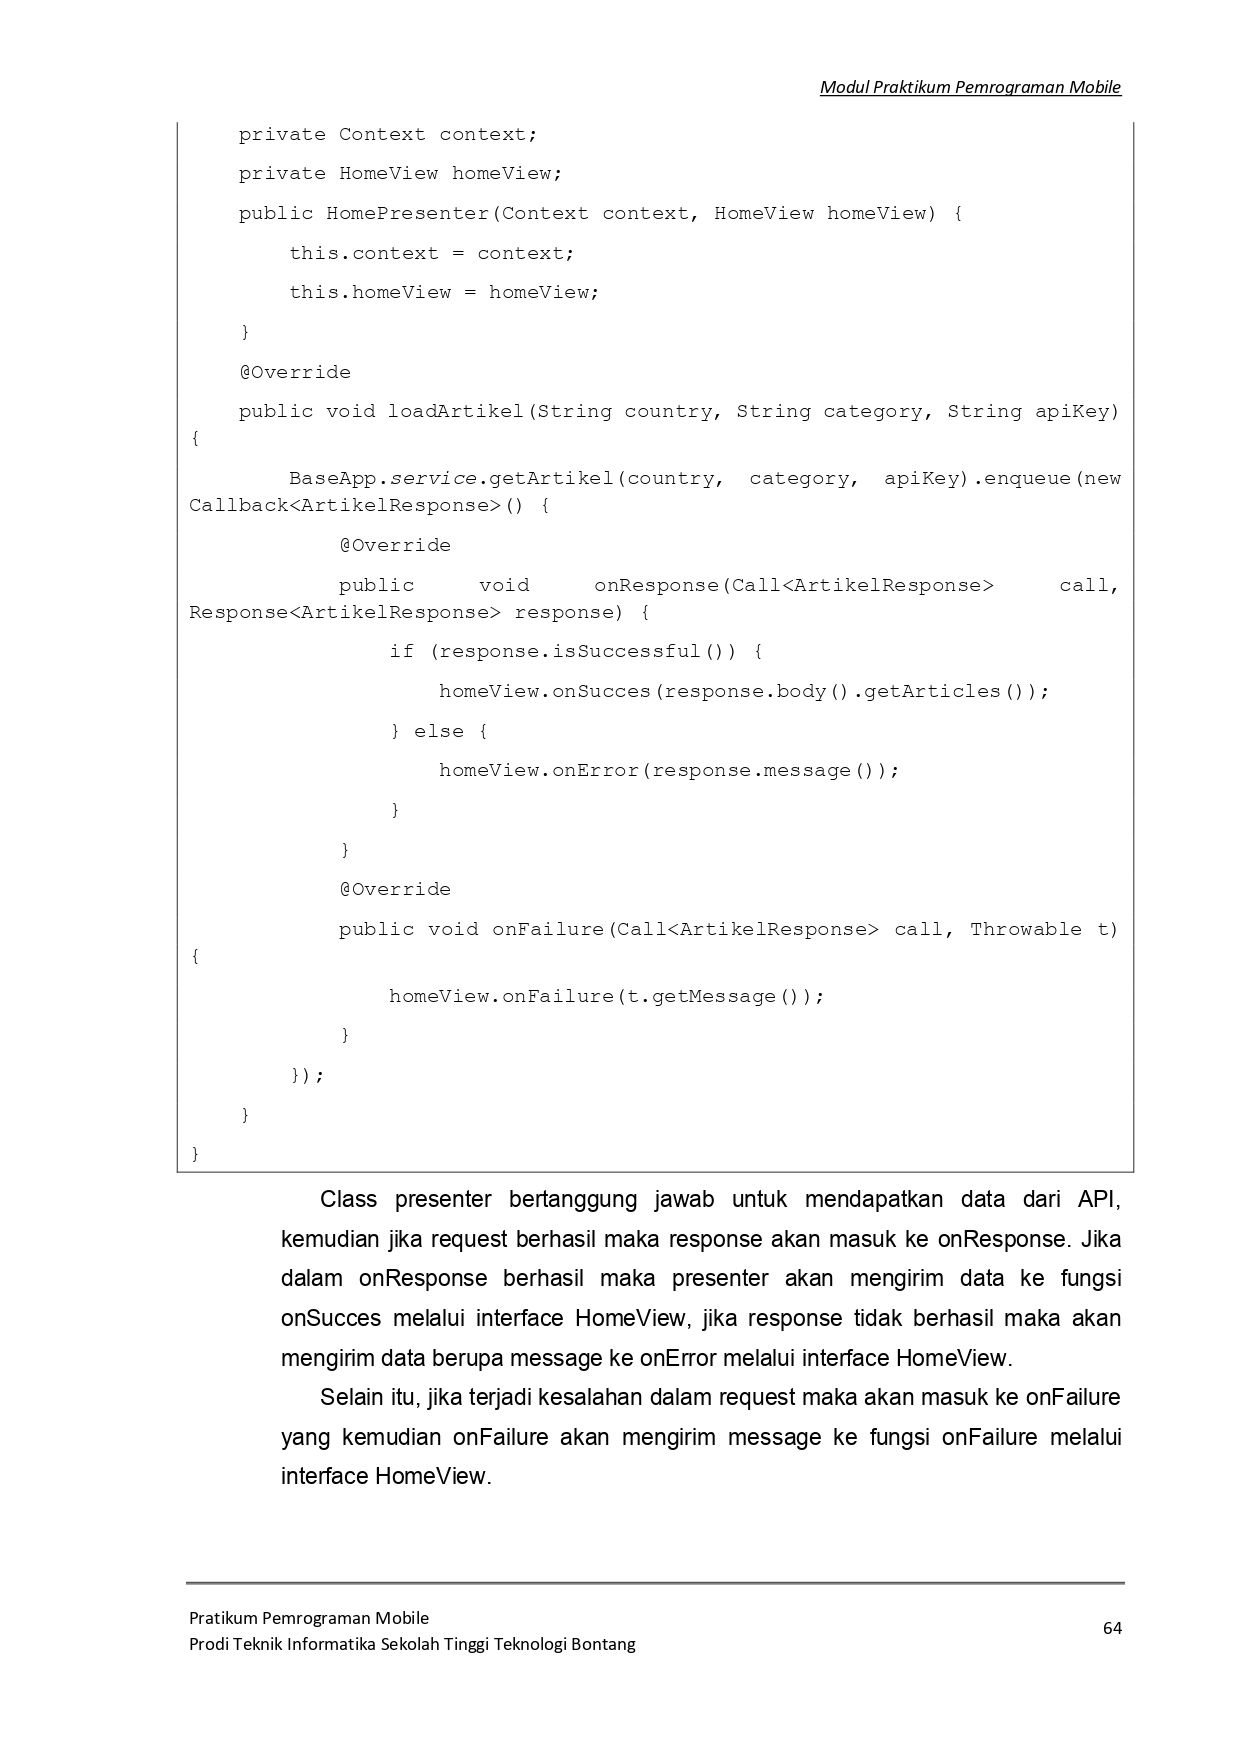 Modul Praktikum Pemrograman Mobile
private Context context;
private HomeView homeView;
public HomePresenter(Context context, HomeView homeView) {
this.context = context;
this.homeView = homeView;
}
@Override
public void loadArtikel(String country, String category, String apiKey)
{
BaseApp.service.getArtikel(country, category, apiKey).enqueue(new
Callback<ArtikelResponse>() {
@Override
public void onResponse(Call<ArtikelResponse> call,
Response<ArtikelResponse> response) {
if (response.isSuccessful()) {
homeView.onSucces(response.body().getArticles());
} else {
homeView.onError(response.message());
}
}
@Override
public void onFailure(Call<ArtikelResponse> call, Throwable t)
{
homeView.onFailure(t.getMessage());
}
});
}
}
Class presenter bertanggung jawab untuk mendapatkan data dari API,
kemudian jika request berhasil maka response akan masuk ke onResponse. Jika
dalam onResponse berhasil maka presenter akan mengirim data ke fungsi
onSucces melalui interface HomeView, jika response tidak berhasil maka akan
mengirim data berupa message ke onError melalui interface HomeView.
Selain itu, jika terjadi kesalahan dalam request maka akan masuk ke onFailure
yang kemudian onFailure akan mengirim message ke fungsi onFailure melalui
interface HomeView.
Pratikum Pemrograman Mobile
Prodi Teknik Informatika Sekolah Tinggi Teknologi Bontang
64